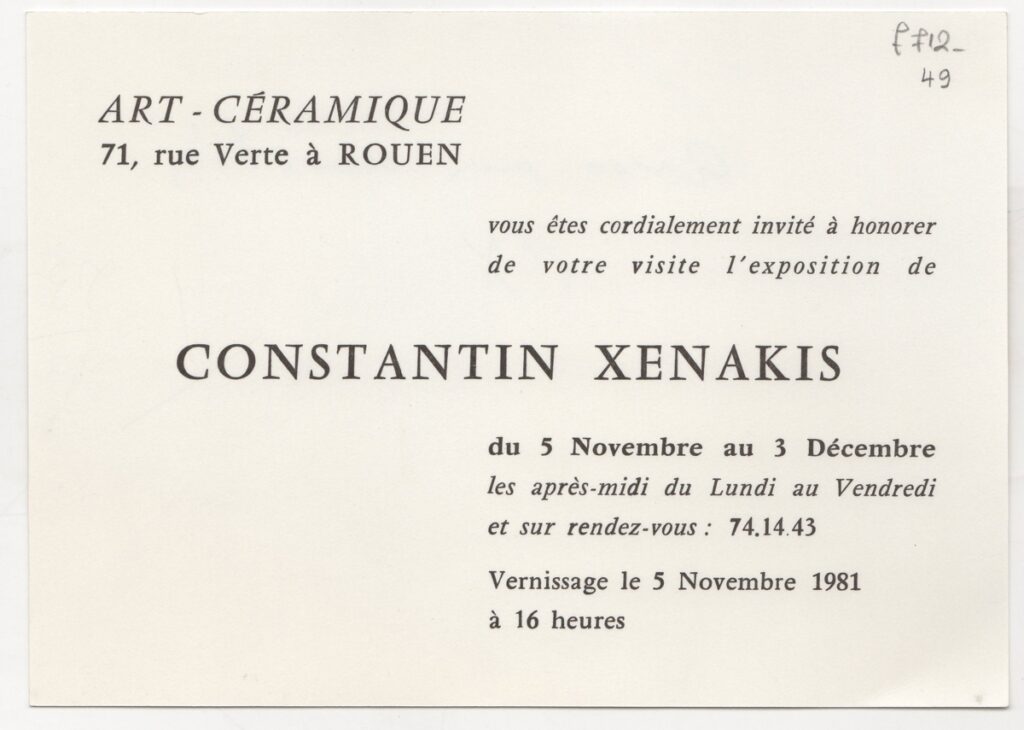 49
ART - CÉRAMIQUE
71, rue Verte à ROUEN
vous êtes cordialement invité à honorer
de votre visite l'exposition de
CONSTANTIN XENAKIS
du 5 Novembre au 3 Décembre
les après-midi du Lundi au Vendredi
et sur rendez-vous : 74.14.43
Vernissage le 5 Novembre 1981
à 16 heures